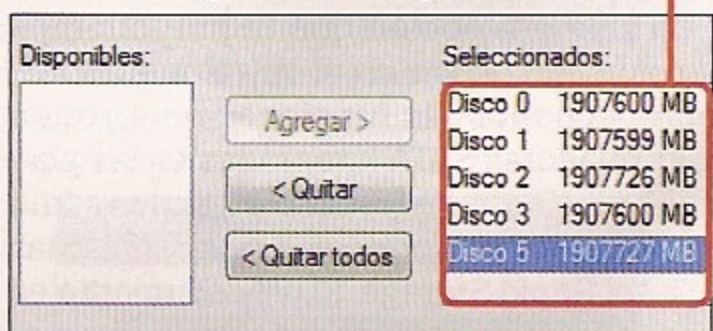 Disponibles:
Seleccionados:
Agregar >
< Quitar
< Quitar todos
Disco 0 1907600 MB
Disco 1 1907599 MB
Disco 2 1907726 MB
Disco 3 1907600 MB
Disco 5 1907727 MB